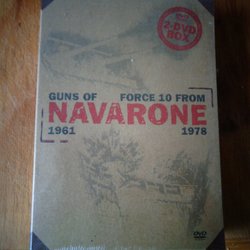 2-DVD
BOX
GUNS OF FORCE 10 FROM
NAVARONE
1961 1978
DVD